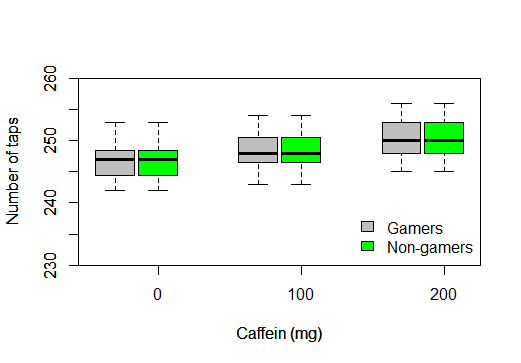 Number of taps
260
250
240
230
Gamers
Non-gamers
0 100 200
Caffein (mg)